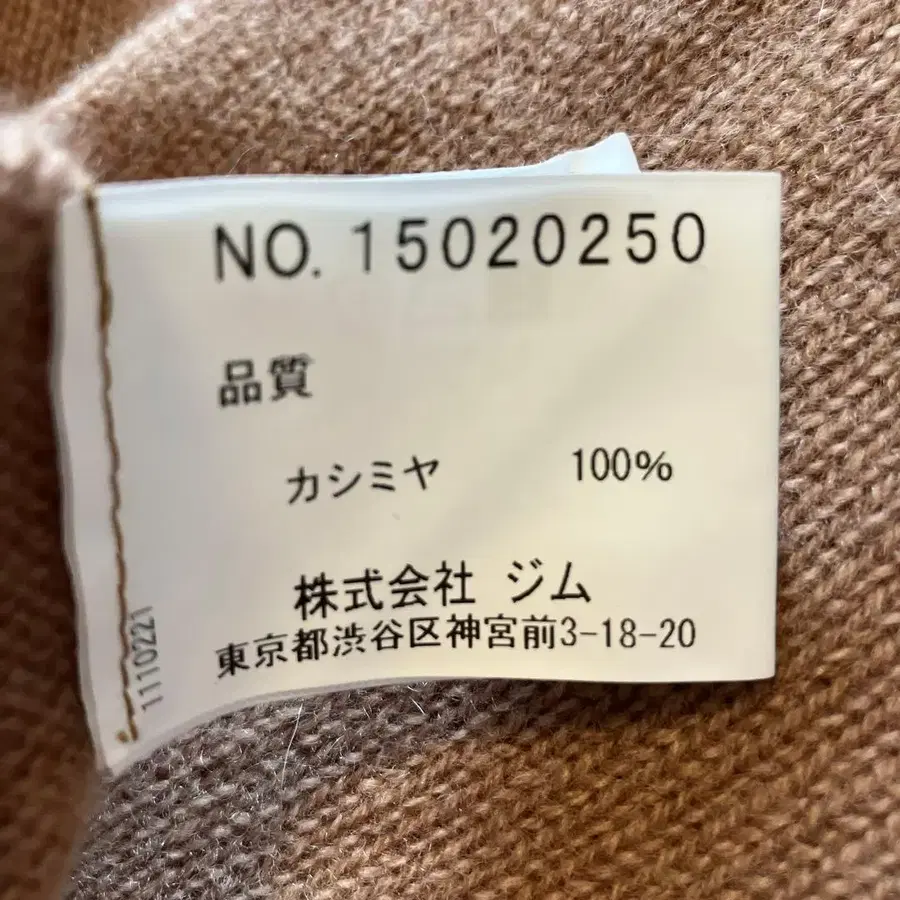 NO. 15020250
品質
カシミヤ 100%
株式会社 ジム
東京都渋谷区神宮前3-18-20
1110221